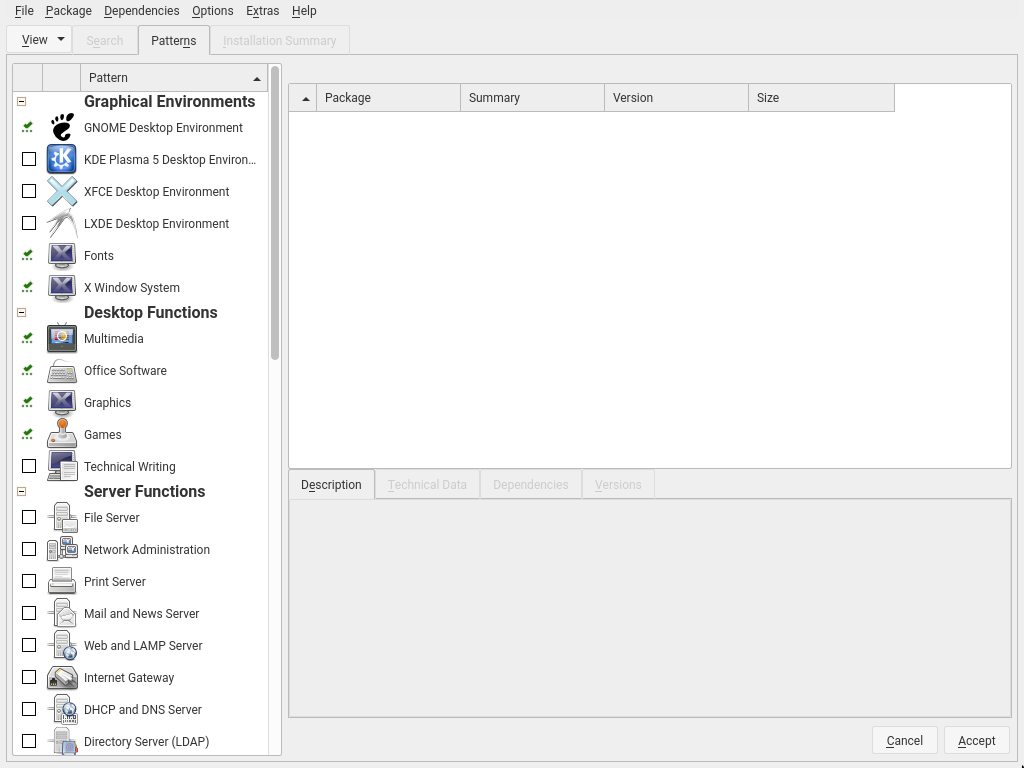 File Package Dependencies Options Extras Help
View Search Patterns Installation Summary
Pattern
Graphical Environments
GNOME Desktop Environment
KDE Plasma 5 Desktop Environ...
XFCE Desktop Environment
LXDE Desktop Environment
Fonts
X Window System
Desktop Functions
Multimedia
Office Software
Graphics
Games
Technical Writing
Server Functions
File Server
Network Administration
Print Server
Mail and News Server
Web and LAMP Server
Internet Gateway
DHCP and DNS Server
Directory Server (LDAP)
Package Summary Version Size
Description Technical Data Dependencies Versions
Cancel Accept